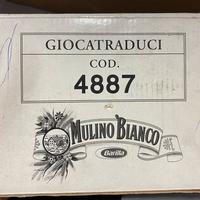 GIOCATRADUCI
COD.
4887
MULINO BIANCO
Barilla